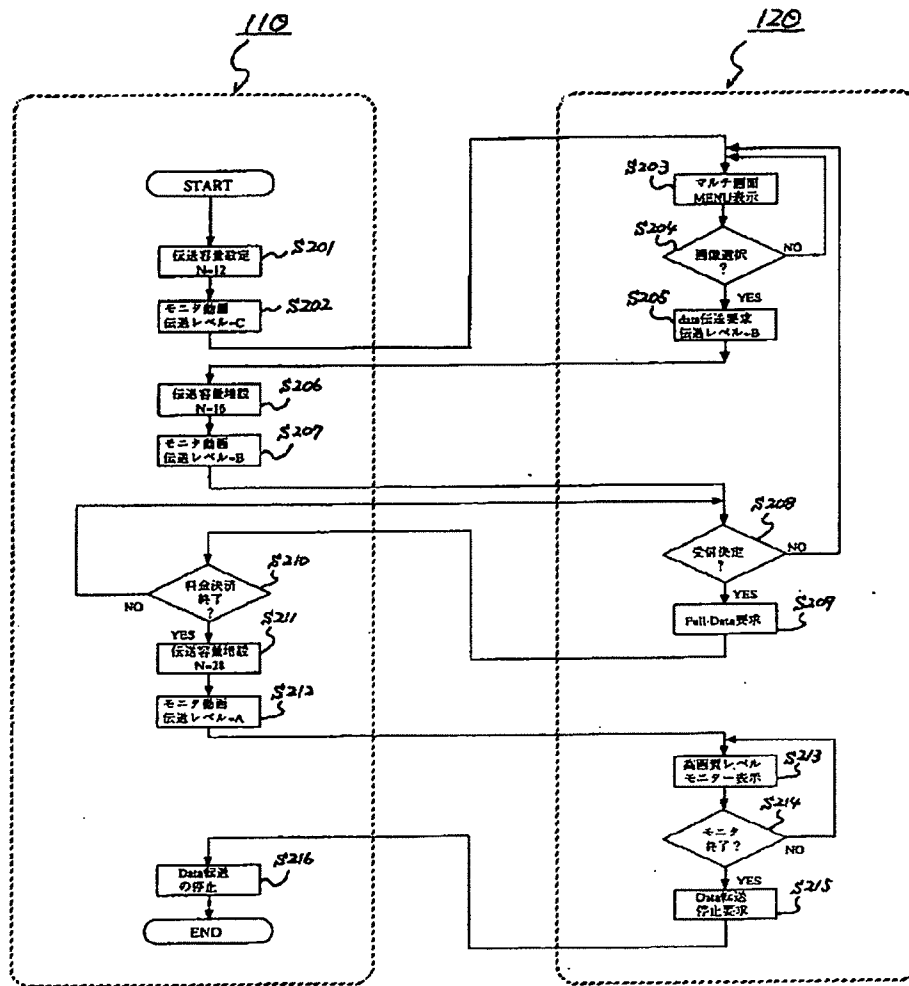 110
120
START
S201
伝送容量設定
N=12
S202
モニタ動画
伝送レベル=C
S203
マルチ画面
MENU表示
S204
画像選択
?
NO
YES
S205
data伝送要求
伝送レベル=B
S206
伝送容量増設
N=16
S207
モニタ動画
伝送レベル=B
S208
受信決定
?
NO
YES
S209
Full-Data要求
S210
料金決済
終了
?
NO
YES
S211
伝送容量増設
N=28
S212
モニタ動画
伝送レベル=A
S213
高画質レベル
モニター表示
S214
モニタ
終了?
NO
YES
S215
Data伝送
停止要求
S216
Data伝送
の停止
END